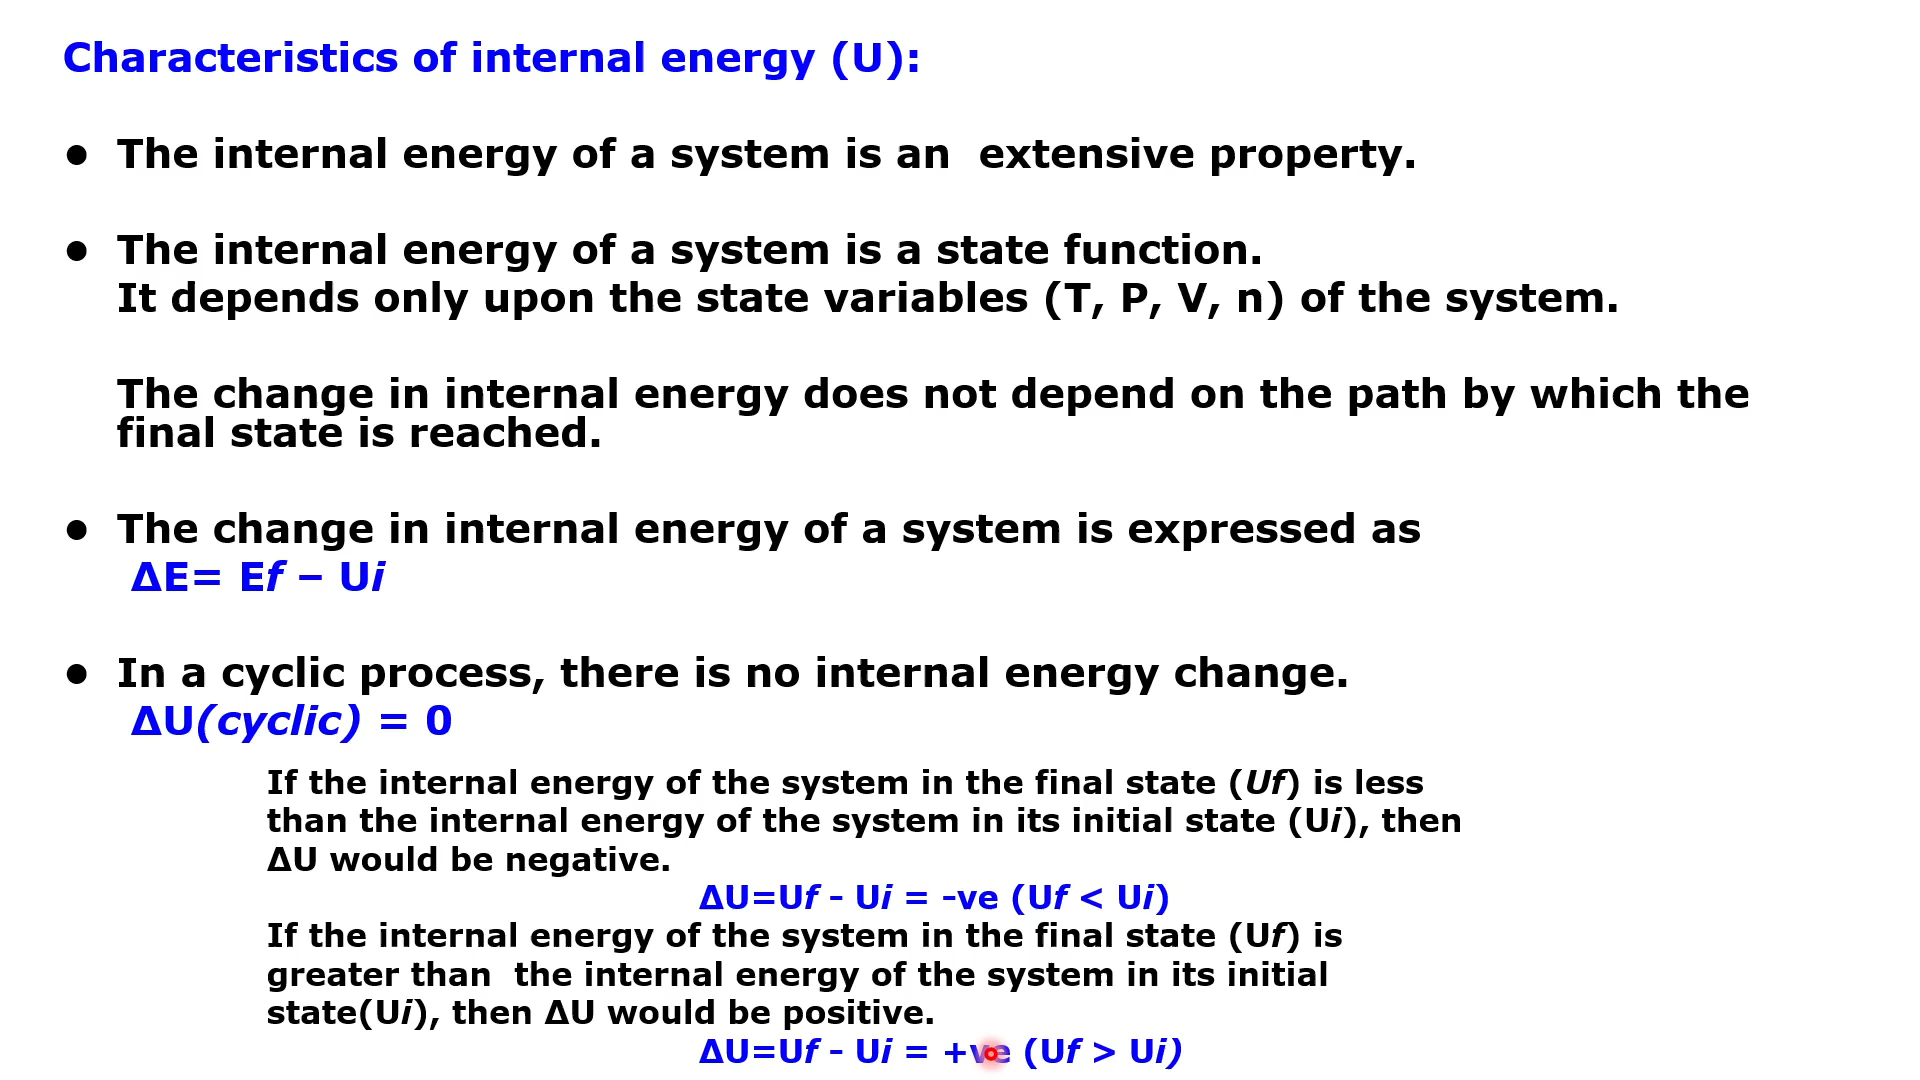 Characteristics of internal energy (U):
● The internal energy of a system is an  extensive property.
● The internal energy of a system is a state function.
It depends only upon the state variables (T, P, V, n) of the system.
The change in internal energy does not depend on the path by which the
final state is reached.
● The change in internal energy of a system is expressed as
ΔE= Ef − Ui
● In a cyclic process, there is no internal energy change.
ΔU(cyclic) = 0
If the internal energy of the system in the final state (Uf) is less
than the internal energy of the system in its initial state (Ui), then
ΔU would be negative.
ΔU=Uf – Ui = –ve (Uf < Ui)
If the internal energy of the system in the final state (Uf) is
greater than  the internal energy of the system in its initial
state(Ui), then ΔU would be positive.
ΔU=Uf – Ui = +ve (Uf > Ui)